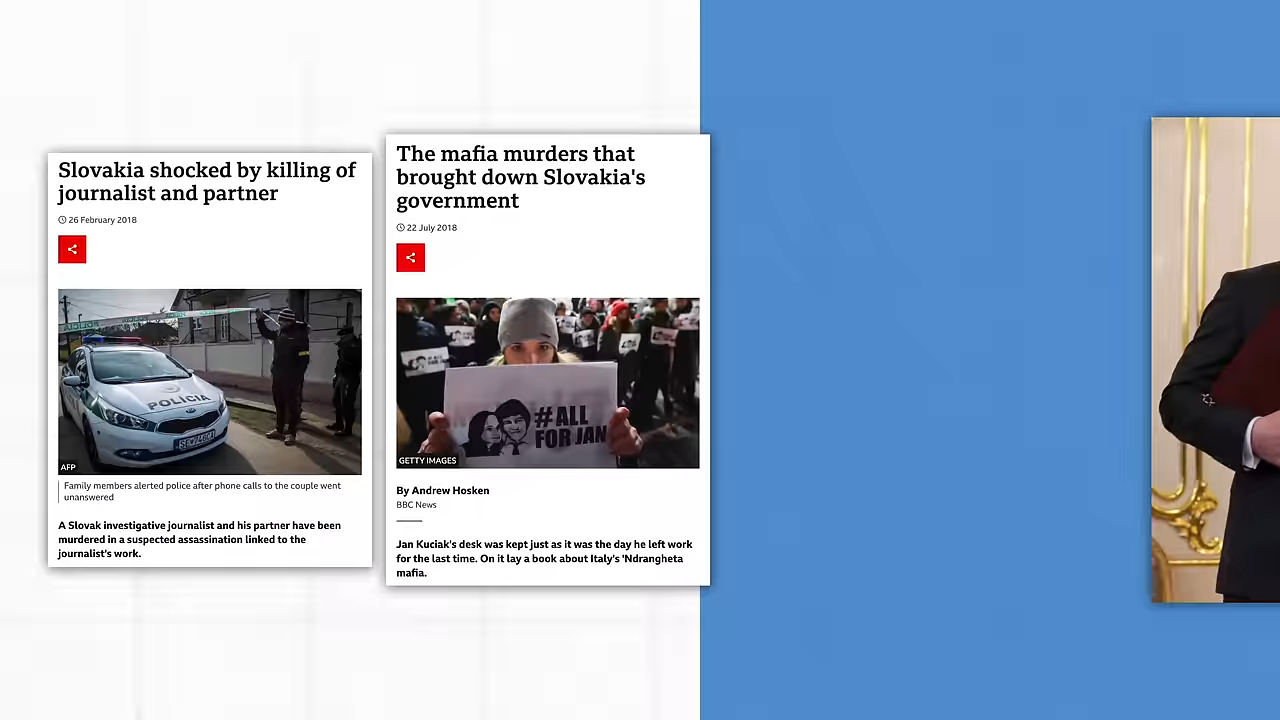 Slovakia shocked by killing of
journalist and partner
26 February 2018
POLICIA
SE•248CA
AFP
Family members alerted police after phone calls to the couple went
unanswered
A Slovak investigative journalist and his partner have been
murdered in a suspected assassination linked to the
journalist's work.
The mafia murders that
brought down Slovakia's
government
22 July 2018
#ALL
FOR JAN
GETTY IMAGES
By Andrew Hosken
BBC News
Jan Kuciak's desk was kept just as it was the day he left work
for the last time. On it lay a book about Italy's 'Ndrangheta
mafia.